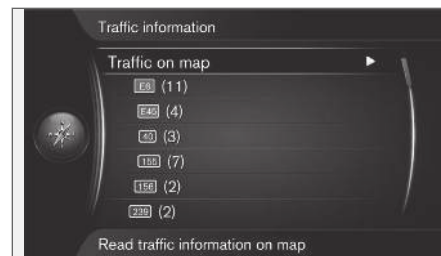 Traffic information
Traffic on map
E6 (11)
E45 (4)
40 (3)
155 (7)
156 (2)
239 (2)
Read traffic information on map